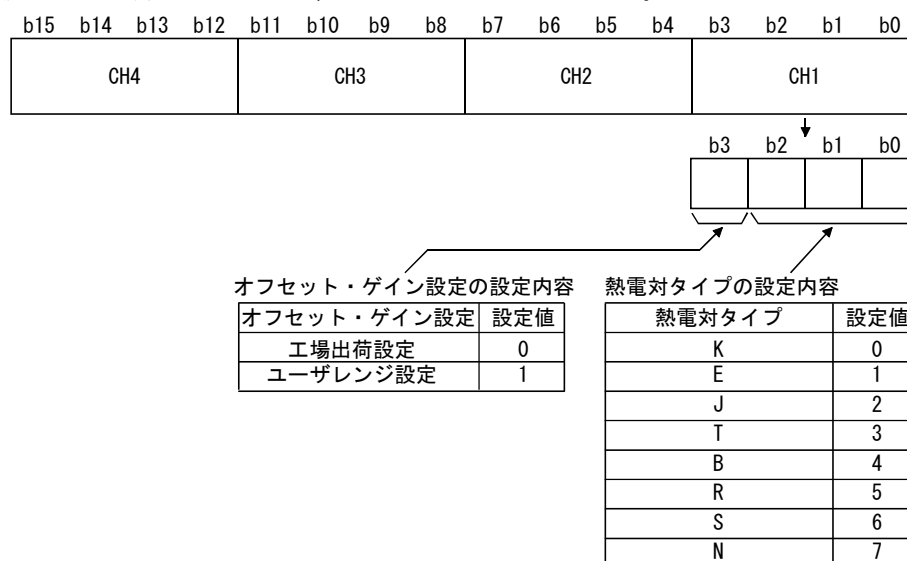 b15 b14 b13 b12 b11 b10 b9 b8 b7 b6 b5 b4 b3 b2 b1 b0
CH4 CH3 CH2 CH1
b3 b2 b1 b0
オフセット・ゲイン設定の設定内容 熱電対タイプの設定内容
オフセット・ゲイン設定 設定値 熱電対タイプ 設定値
工場出荷設定 0 K 0
ユーザレンジ設定 1 E 1
J 2
T 3
B 4
R 5
S 6
N 7